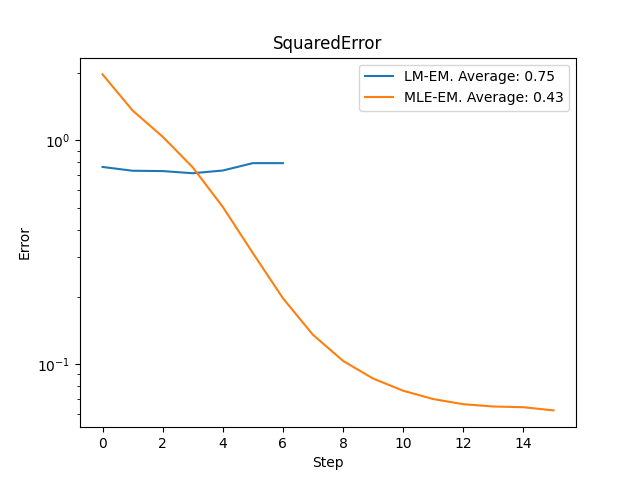 SquaredError
LM-EM. Average: 0.75
MLE-EM. Average: 0.43
10⁰
10⁻¹
Error
0 2 4 6 8 10 12 14
Step